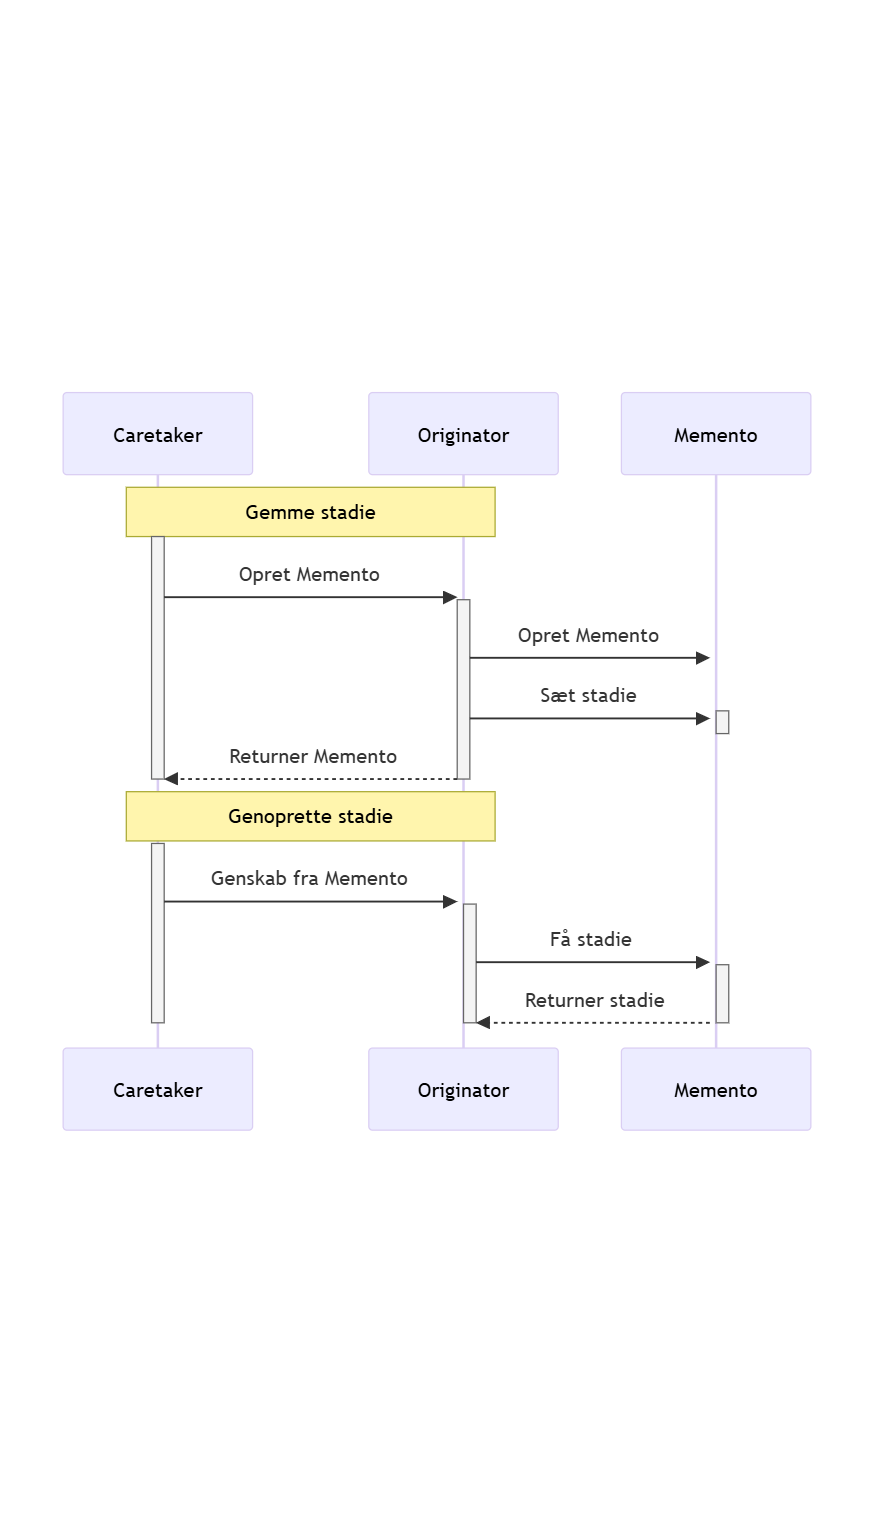 Caretaker
Originator
Memento
Gemme stadie
Opret Memento
Opret Memento
Sæt stadie
Returner Memento
Genoprette stadie
Genskab fra Memento
Få stadie
Returner stadie
Caretaker
Originator
Memento